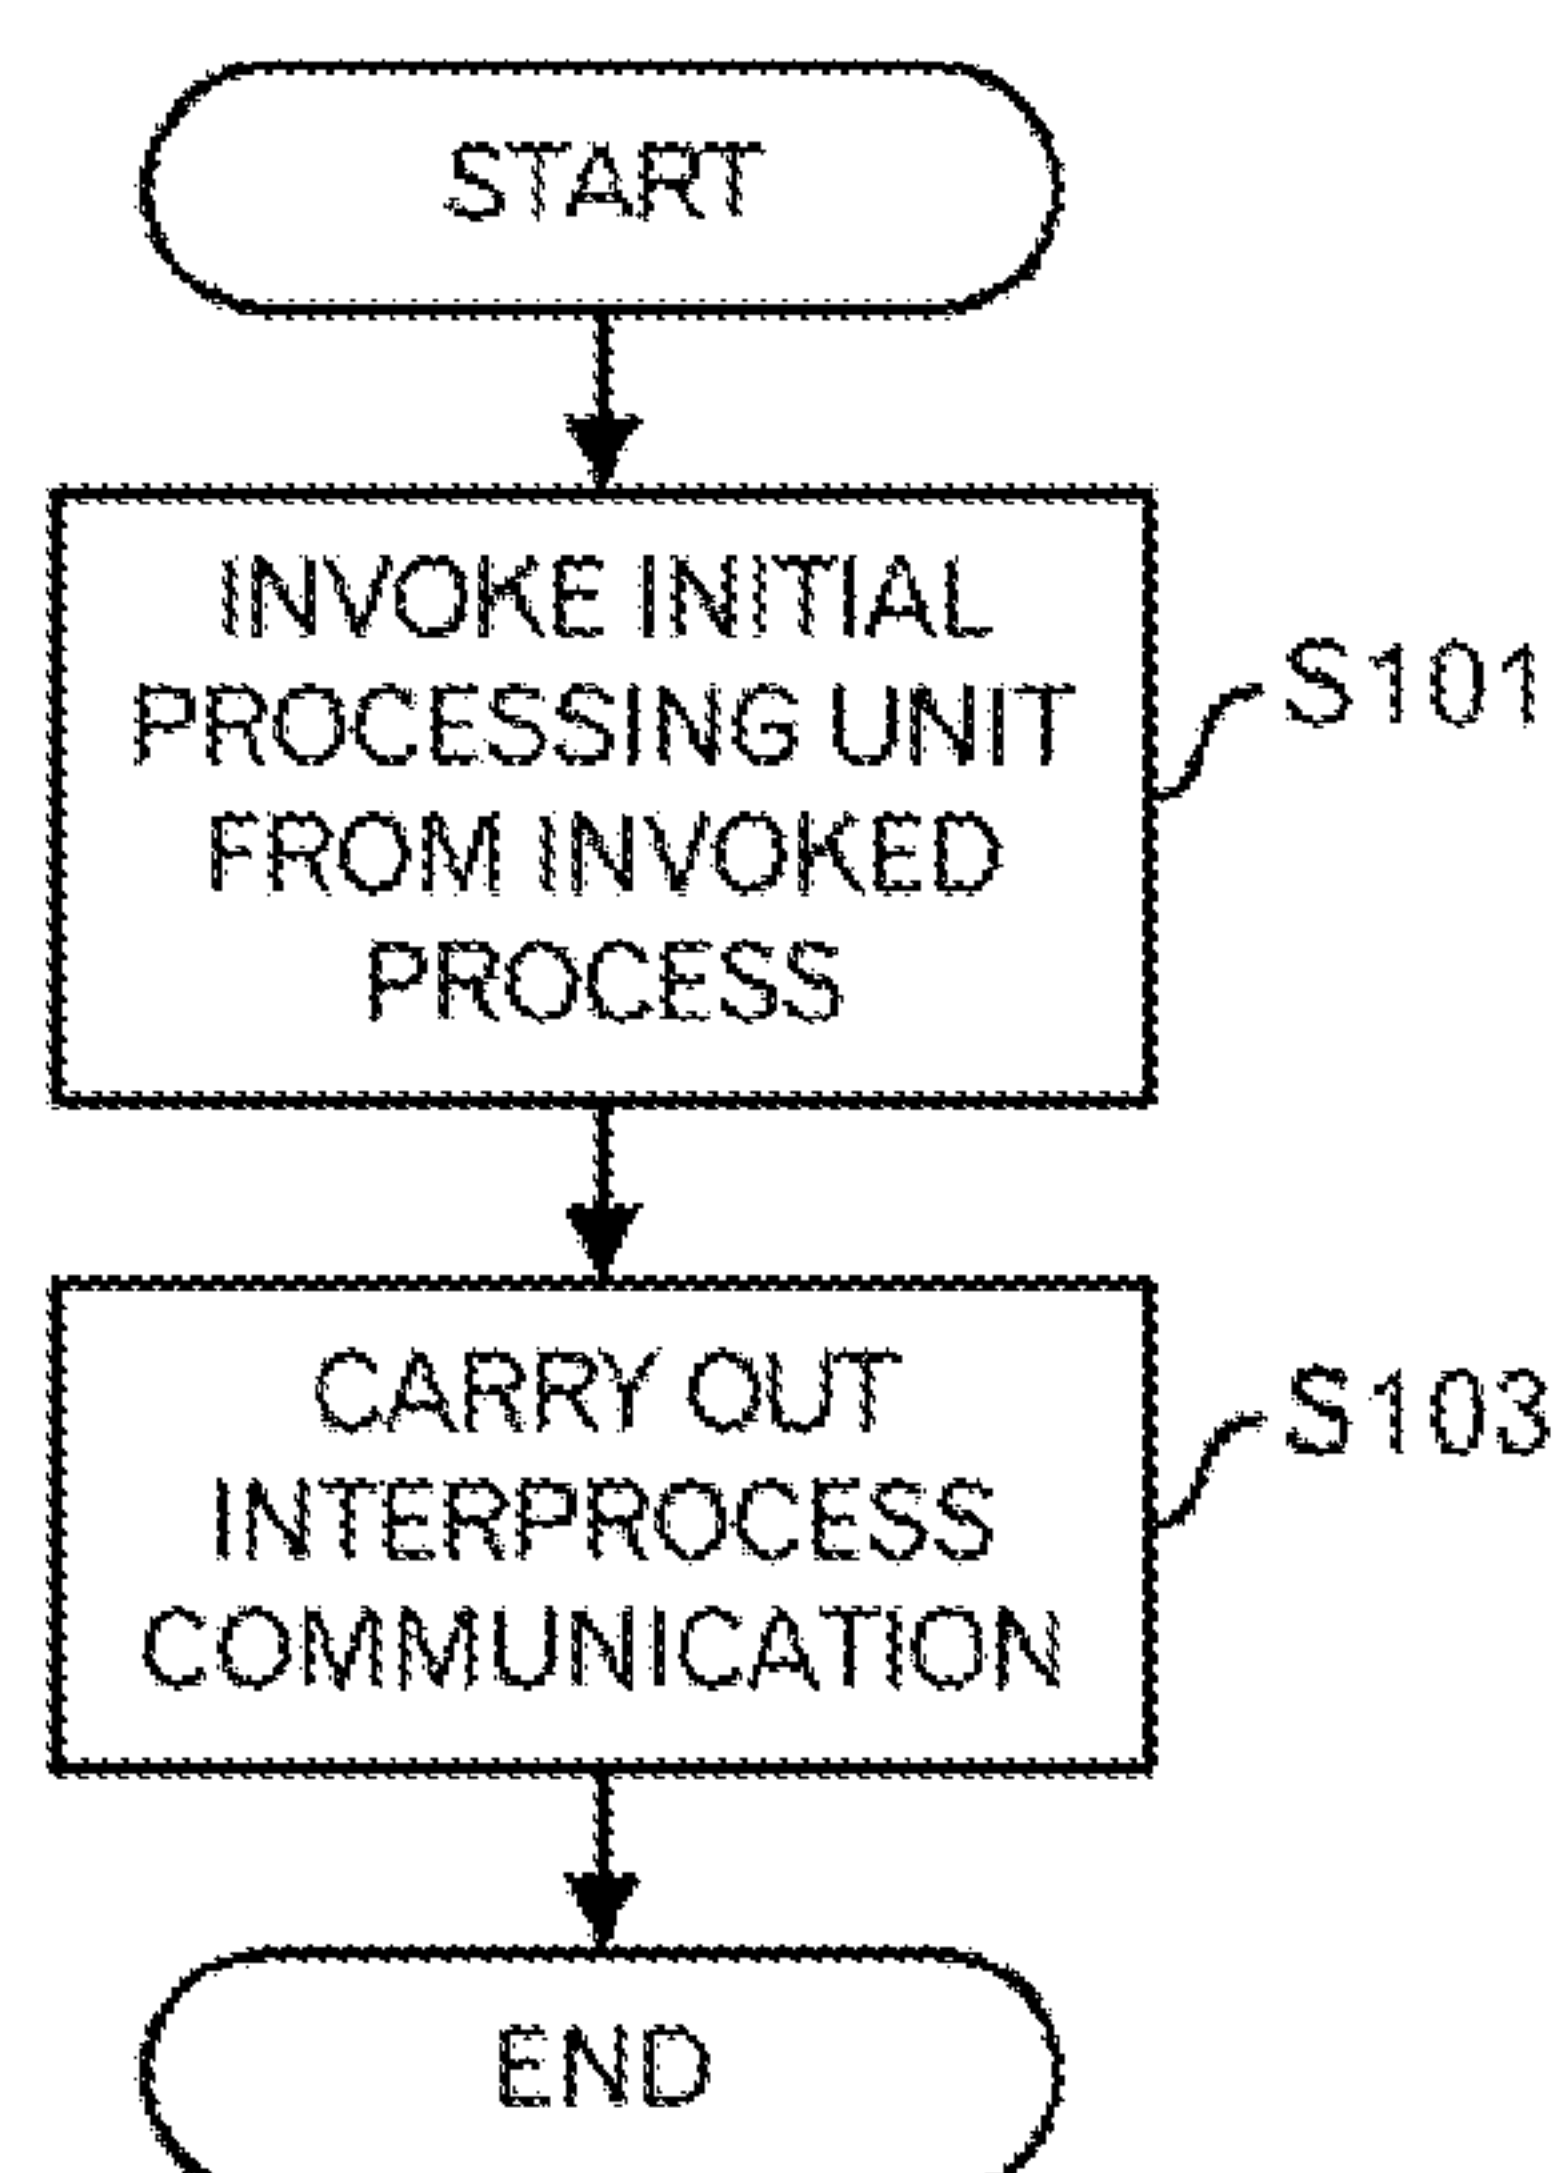 START
INVOKE INITIAL
PROCESSING UNIT
FROM INVOKED
PROCESS
S101
CARRY OUT
INTERPROCESS
COMMUNICATION
S103
END